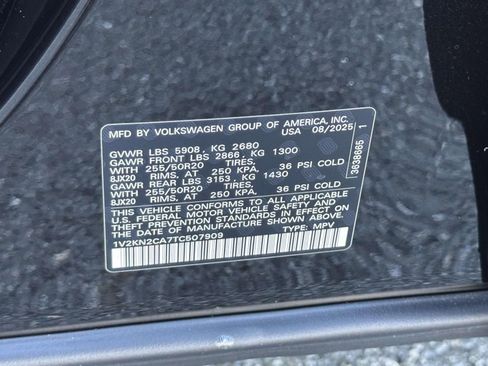 MFD BY VOLKSWAGEN GROUP OF AMERICA, INC.
USA 08/2025
GVWR LBS 5908, KG 2680
GAWR FRONT LBS 2866, KG 1300
255/50R20 TIRES, 36 PSI COLD
8JX20 RIMS, AT 250 KPA,
GAWR REAR LBS 3153, KG 1430
255/50R20 TIRES, 36 PSI COLD
8JX20 RIMS, AT 250 KPA,
THIS VEHICLE CONFORMS TO ALL APPLICABLE
U.S. FEDERAL MOTOR VEHICLE SAFETY AND
THEFT PREVENTION STANDARDS IN EFFECT ON
THE DATE OF MANUFACTURE SHOWN ABOVE.
1V2KN2CA7TC507909
TYPE: MPV
3638665 1